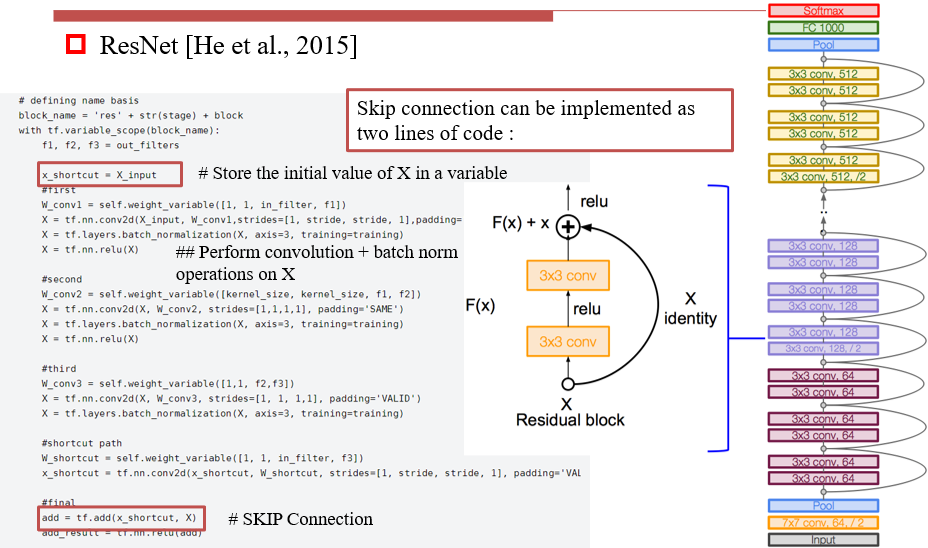 ResNet [He et al., 2015]
# defining name basis
block_name = 'res' + str(stage) + block
with tf.variable_scope(block_name):
f1, f2, f3 = out_filters
x_shortcut = X_input
# Store the initial value of X in a variable
#first
W_conv1 = self.weight_variable([1, 1, in_filter, f1])
X = tf.nn.conv2d(X_input, W_conv1,strides=[1, stride, stride, 1],padding=
X = tf.layers.batch_normalization(X, axis=3, training=training)
X = tf.nn.relu(X)
## Perform convolution + batch norm
operations on X
#second
W_conv2 = self.weight_variable([kernel_size, kernel_size, f1, f2])
X = tf.nn.conv2d(X, W_conv2, strides=[1,1,1,1], padding='SAME')
X = tf.layers.batch_normalization(X, axis=3, training=training)
X = tf.nn.relu(X)
#third
W_conv3 = self.weight_variable([1,1, f2,f3])
X = tf.nn.conv2d(X, W_conv3, strides=[1, 1, 1,1], padding='VALID')
X = tf.layers.batch_normalization(X, axis=3, training=training)
#shortcut path
W_shortcut = self.weight_variable([1, 1, in_filter, f3])
x_shortcut = tf.nn.conv2d(x_shortcut, W_shortcut, strides=[1, stride, stride, 1], padding='VAL
#final
add = tf.add(x_shortcut, X)
# SKIP Connection
add_result = tf.nn.relu(add)
Skip connection can be implemented as
two lines of code :
relu
F(x) + x
3x3 conv
F(x)
relu
X
identity
3x3 conv
X
Residual block
Softmax
FC 1000
Pool
3x3 conv, 512
3x3 conv, 512
3x3 conv, 512
3x3 conv, 512
3x3 conv, 512
3x3 conv, 512, /2
..
3x3 conv, 128
3x3 conv, 128
3x3 conv, 128
3x3 conv, 128
3x3 conv, 128
3x3 conv, 128, / 2
3x3 conv, 64
3x3 conv, 64
3x3 conv, 64
3x3 conv, 64
3x3 conv, 64
3x3 conv, 64
Pool
7x7 conv, 64, / 2
Input